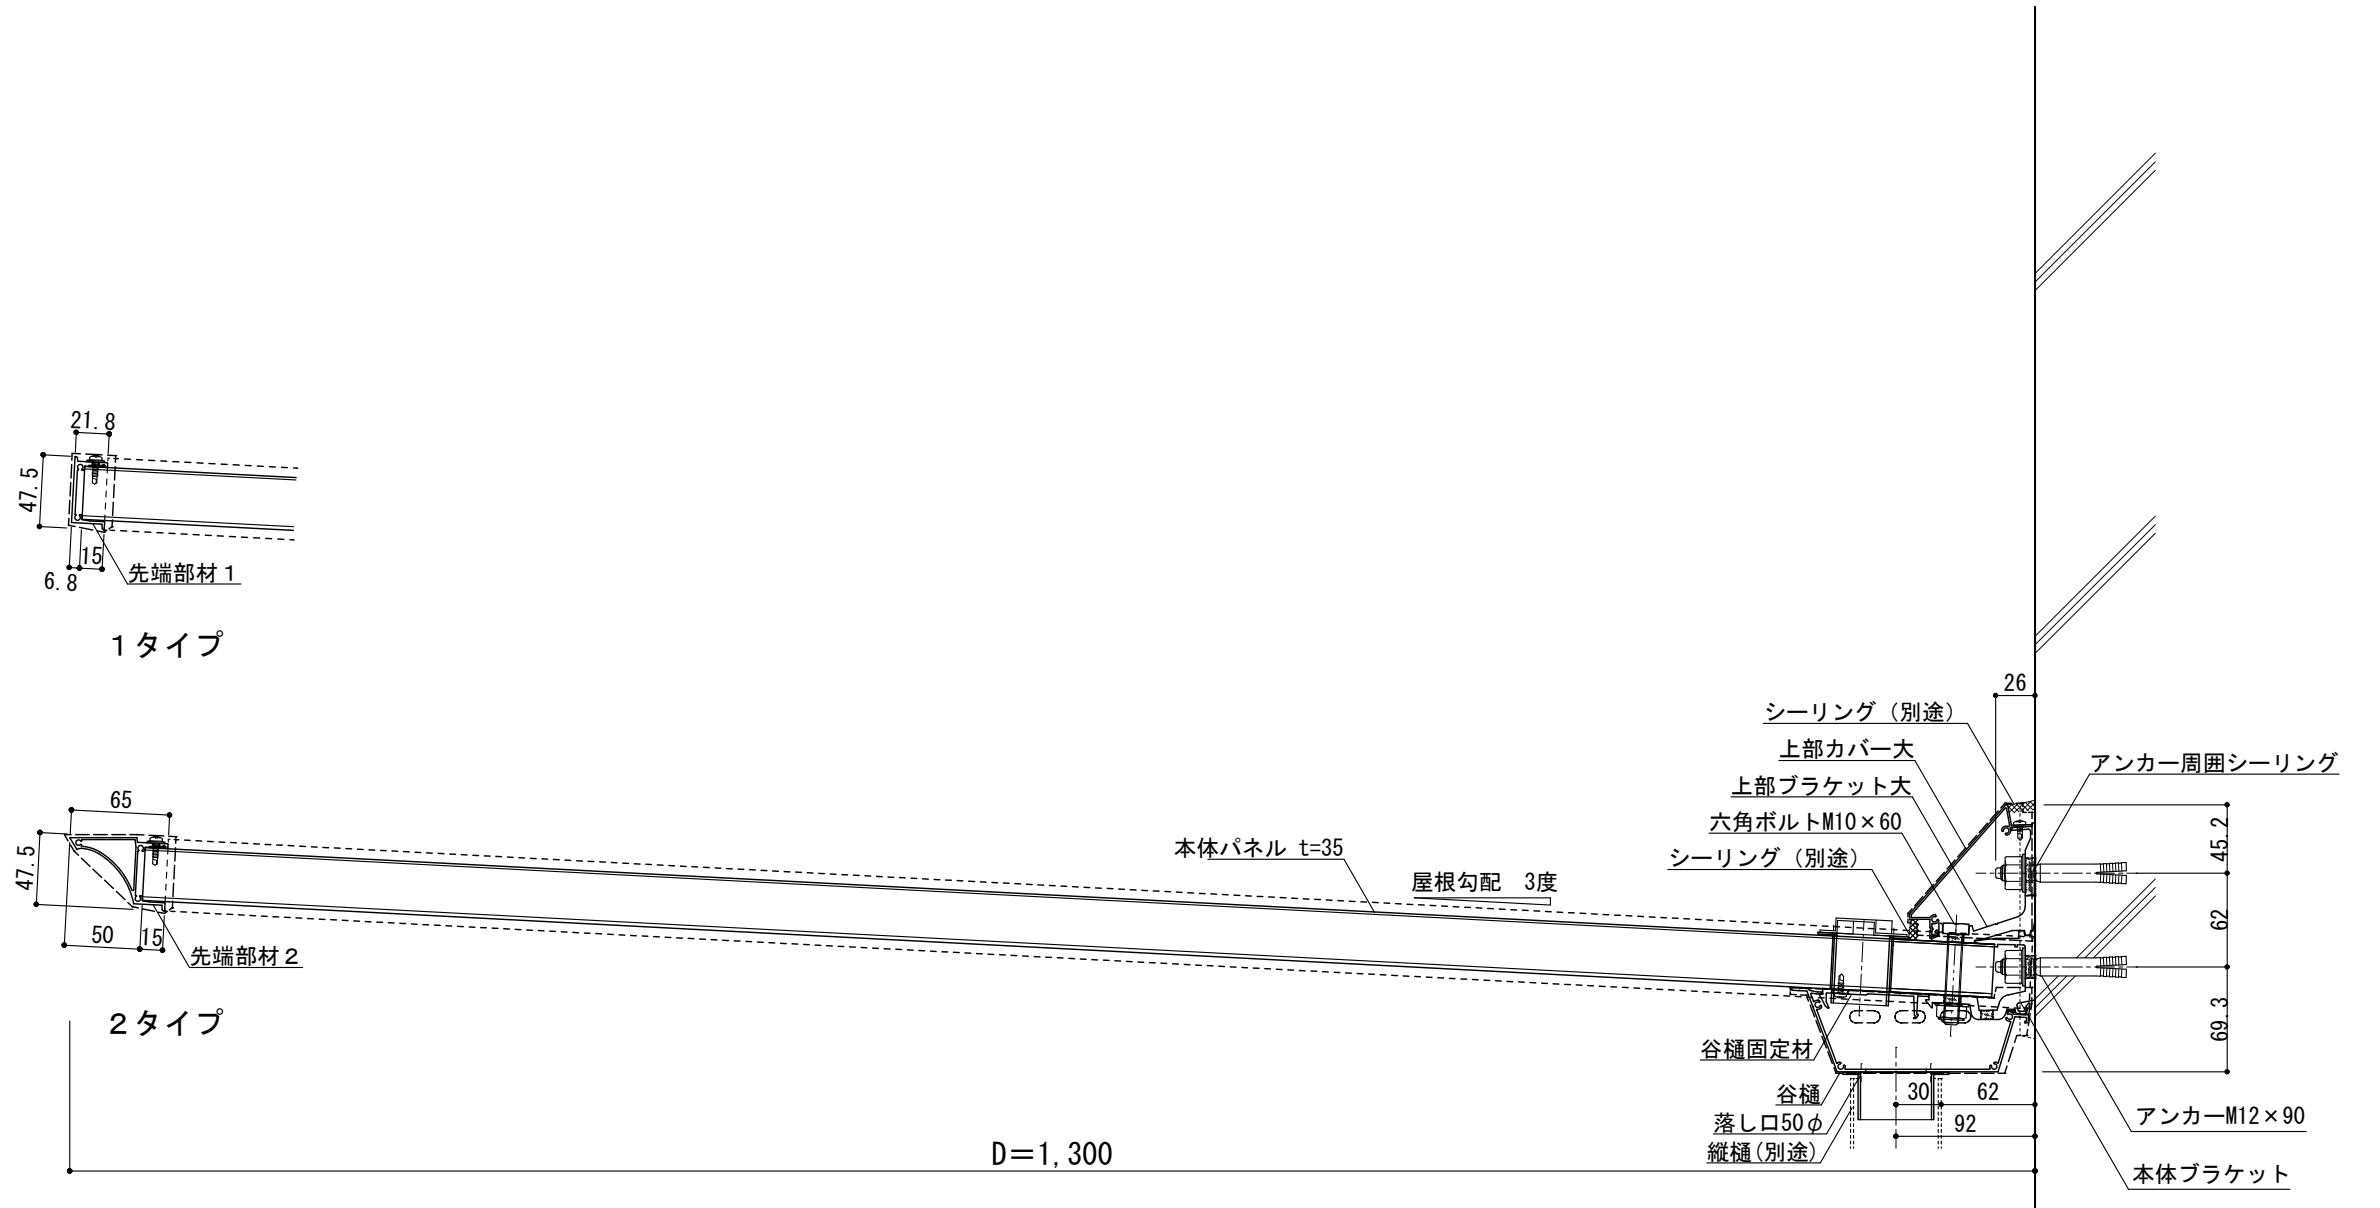 21.8
47.5
15
6.8
先端部材１
１タイプ
26
シーリング（別途）
上部カバー大
アンカー周囲シーリング
上部ブラケット大
65
六角ボルトM10×60
45.2
本体パネル t=35
シーリング（別途）
47.5
屋根勾配 3度
62
50
15
先端部材２
２タイプ
69.3
谷樋固定材
谷樋
30
62
落し口50φ
92
アンカーM12×90
D＝1,300
縦樋(別途)
本体ブラケット